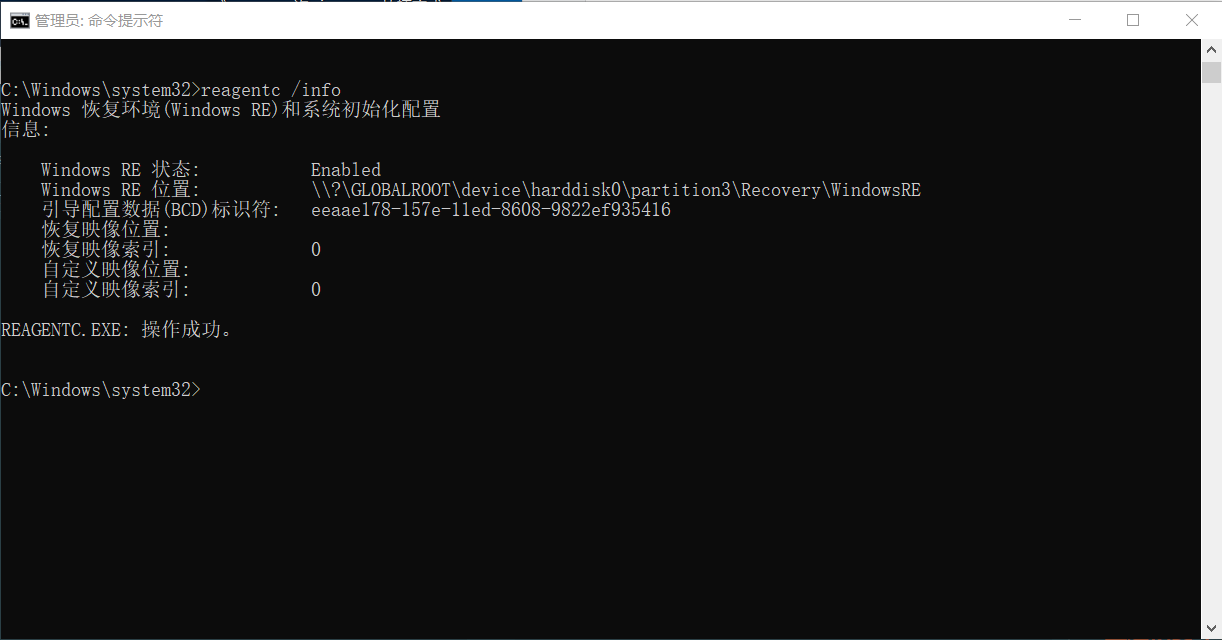 管理员: 命令提示符
C:\Windows\system32>reagentc /info
Windows 恢复环境(Windows RE)和系统初始化配置
信息:
Windows RE 状态: Enabled
Windows RE 位置: \\?\GLOBALROOT\device\harddisk0\partition3\Recovery\WindowsRE
引导配置数据(BCD)标识符: eeaae178-157e-11ed-8608-9822ef935416
恢复映像位置:
恢复映像索引: 0
自定义映像位置:
自定义映像索引: 0
REAGENTC.EXE: 操作成功。
C:\Windows\system32>